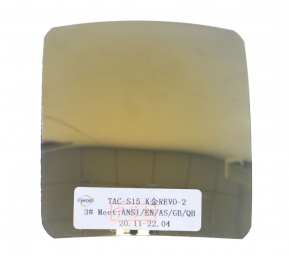 TAC-S15 K金REVO-2
3# Meet:ANSI/EN/AS/GB/QB
20.11-22.04